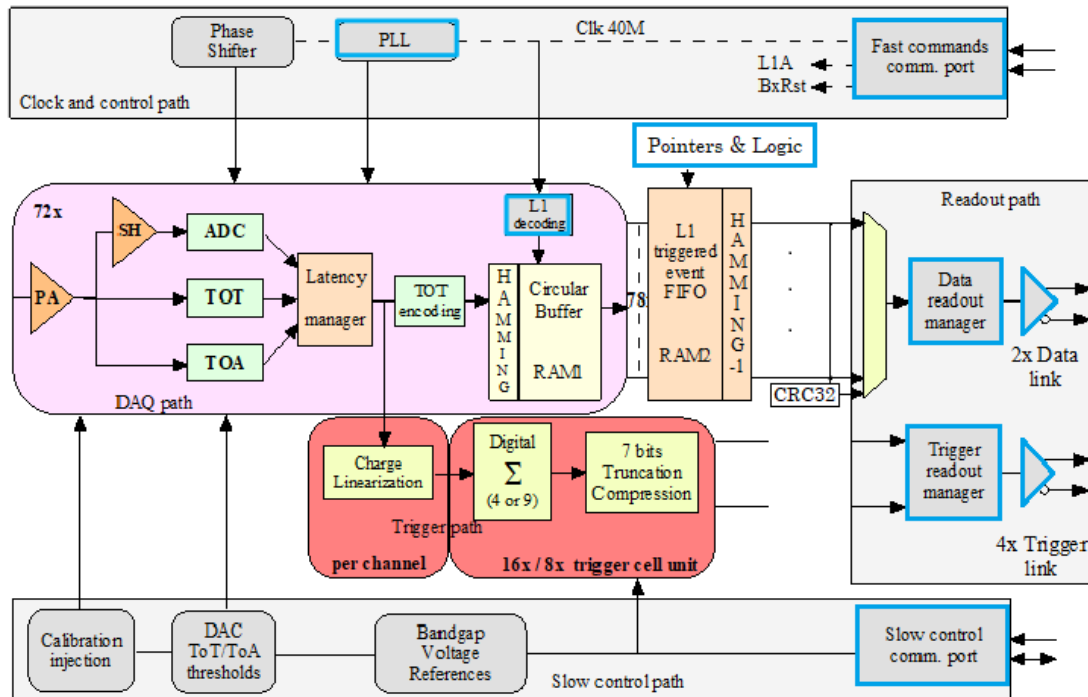 Phase
Shifter
PLL
Clk 40M
Fast commands
comm. port
L1A
BxRst
Clock and control path
Pointers & Logic
72x
SH
ADC
PA
TOT
TOA
Latency
manager
TOT
encoding
L1
decoding
HAMMING
Circular
Buffer
RAM1
DAQ path
78x
L1
triggered
event
FIFO
RAM2
HAMMING
-1
CRC32
Readout path
Data
readout
manager
2x Data
link
Trigger
readout
manager
4x Trigger
link
Charge
Linearization
Digital
Σ
(4 or 9)
7 bits
Truncation
Compression
Trigger path
per channel
16x / 8x trigger cell unit
Calibration
injection
DAC
ToT/ToA
thresholds
Bandgap
Voltage
References
Slow control
comm. port
Slow control path